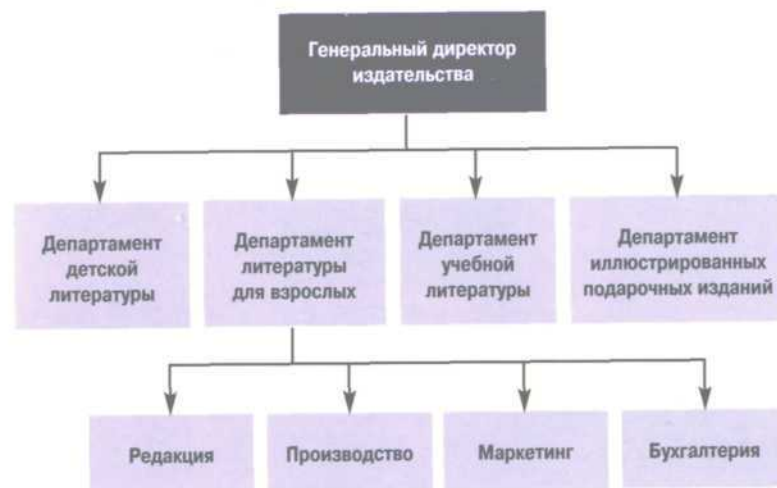 Генеральный директор
издательства
Департамент
детской
литературы
Департамент
литературы
для взрослых
Департамент
учебной
литературы
Департамент
иллюстрированных
подарочных изданий
Редакция
Производство
Маркетинг
Бухгалтерия